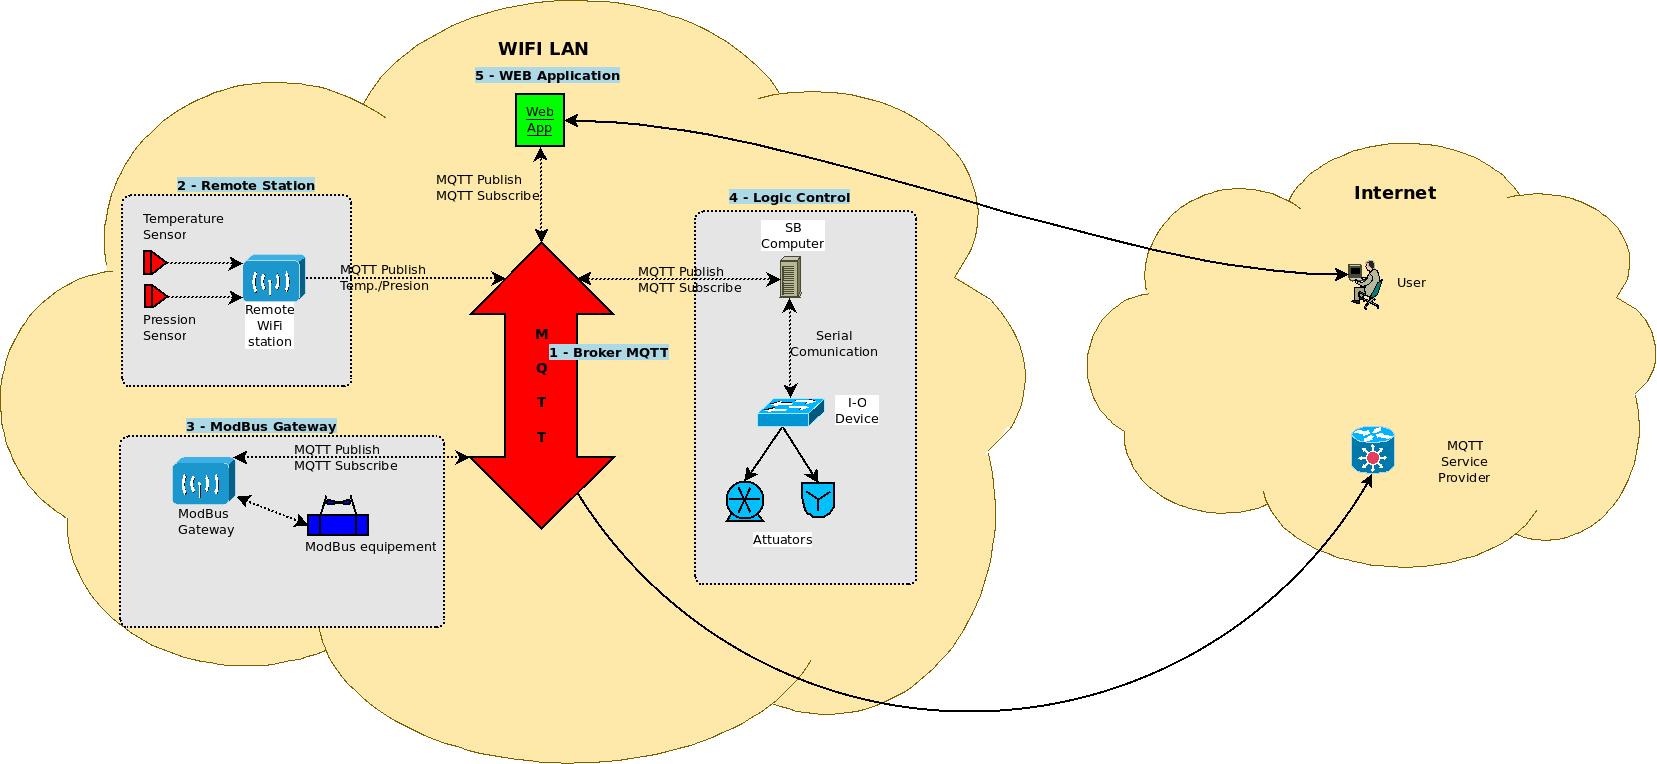 WIFI LAN
5 - WEB Application
Web
App
MQTT Publish
MQTT Subscribe
2 - Remote Station
Temperature
Sensor
Pression
Sensor
Remote
WiFi
station
MQTT Publish
Temp./Presion
4 - Logic Control
SB
Computer
MQTT Publish
MQTT Subscribe
Serial
Comunication
I-O
Device
Attuators
M
Q
T
T
1 - Broker MQTT
3 - ModBus Gateway
MQTT Publish
MQTT Subscribe
ModBus
Gateway
ModBus equipement
Internet
User
MQTT
Service
Provider